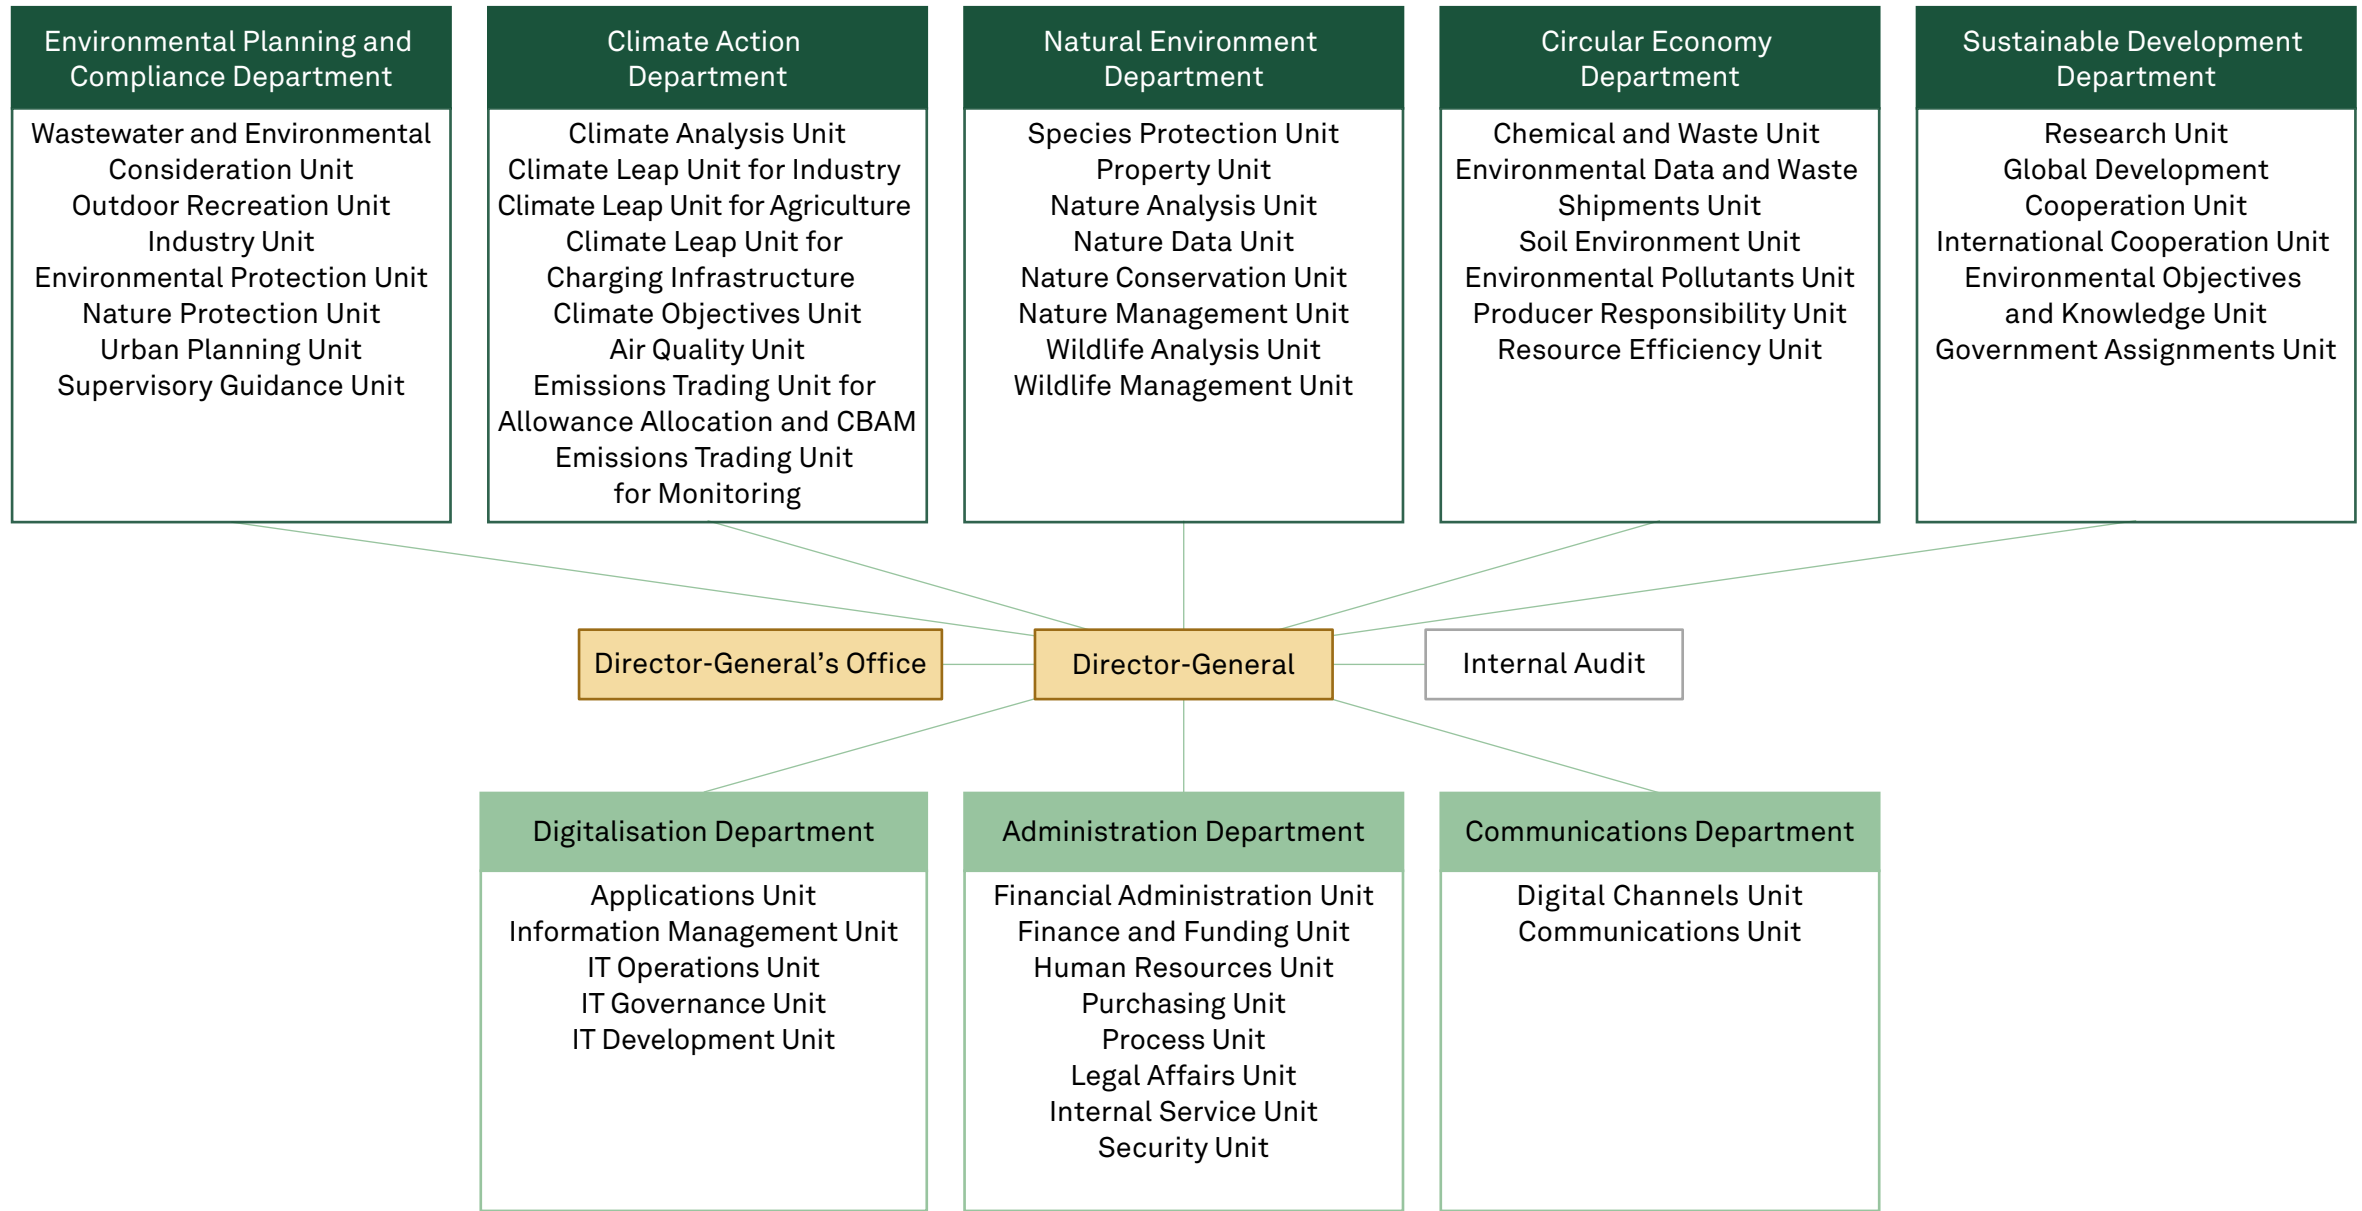 Environmental Planning and
Compliance Department
Wastewater and Environmental
Consideration Unit
Outdoor Recreation Unit
Industry Unit
Environmental Protection Unit
Nature Protection Unit
Urban Planning Unit
Supervisory Guidance Unit
Climate Action
Department
Climate Analysis Unit
Climate Leap Unit for Industry
Climate Leap Unit for Agriculture
Climate Leap Unit for
Charging Infrastructure
Climate Objectives Unit
Air Quality Unit
Emissions Trading Unit for
Allowance Allocation and CBAM
Emissions Trading Unit
for Monitoring
Natural Environment
Department
Species Protection Unit
Property Unit
Nature Analysis Unit
Nature Data Unit
Nature Conservation Unit
Nature Management Unit
Wildlife Analysis Unit
Wildlife Management Unit
Circular Economy
Department
Chemical and Waste Unit
Environmental Data and Waste
Shipments Unit
Soil Environment Unit
Environmental Pollutants Unit
Producer Responsibility Unit
Resource Efficiency Unit
Sustainable Development
Department
Research Unit
Global Development
Cooperation Unit
International Cooperation Unit
Environmental Objectives
and Knowledge Unit
Government Assignments Unit
Director-General’s Office
Director-General
Internal Audit
Digitalisation Department
Applications Unit
Information Management Unit
IT Operations Unit
IT Governance Unit
IT Development Unit
Administration Department
Financial Administration Unit
Finance and Funding Unit
Human Resources Unit
Purchasing Unit
Process Unit
Legal Affairs Unit
Internal Service Unit
Security Unit
Communications Department
Digital Channels Unit
Communications Unit